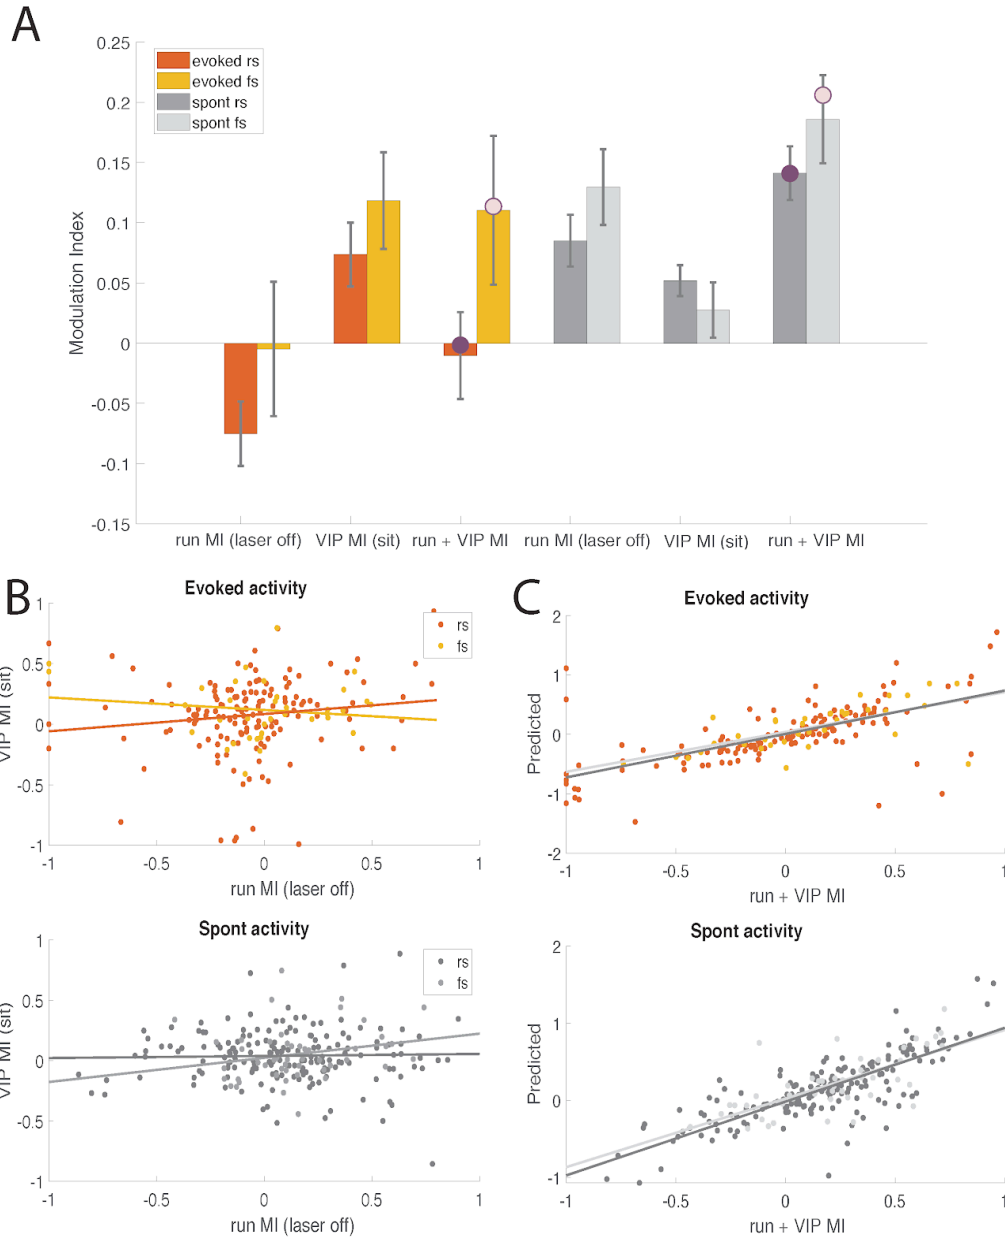 A
0.25
0.2
0.15
0.1
0.05
0
-0.05
-0.1
-0.15
Modulation Index
evoked rs
evoked fs
spont rs
spont fs
run MI (laser off)
VIP MI (sit)
run + VIP MI
run MI (laser off)
VIP MI (sit)
run + VIP MI
B
Evoked activity
1
0.5
0
-0.5
-1
VIP MI (sit)
rs
fs
-1
-0.5
0
0.5
1
run MI (laser off)
Spont activity
1
0.5
0
-0.5
-1
VIP MI (sit)
rs
fs
-1
-0.5
0
0.5
1
run MI (laser off)
C
Evoked activity
2
1
0
-1
-2
Predicted
-1
-0.5
0
0.5
1
run + VIP MI
Spont activity
2
1
0
-1
Predicted
-1
-0.5
0
0.5
1
run + VIP MI